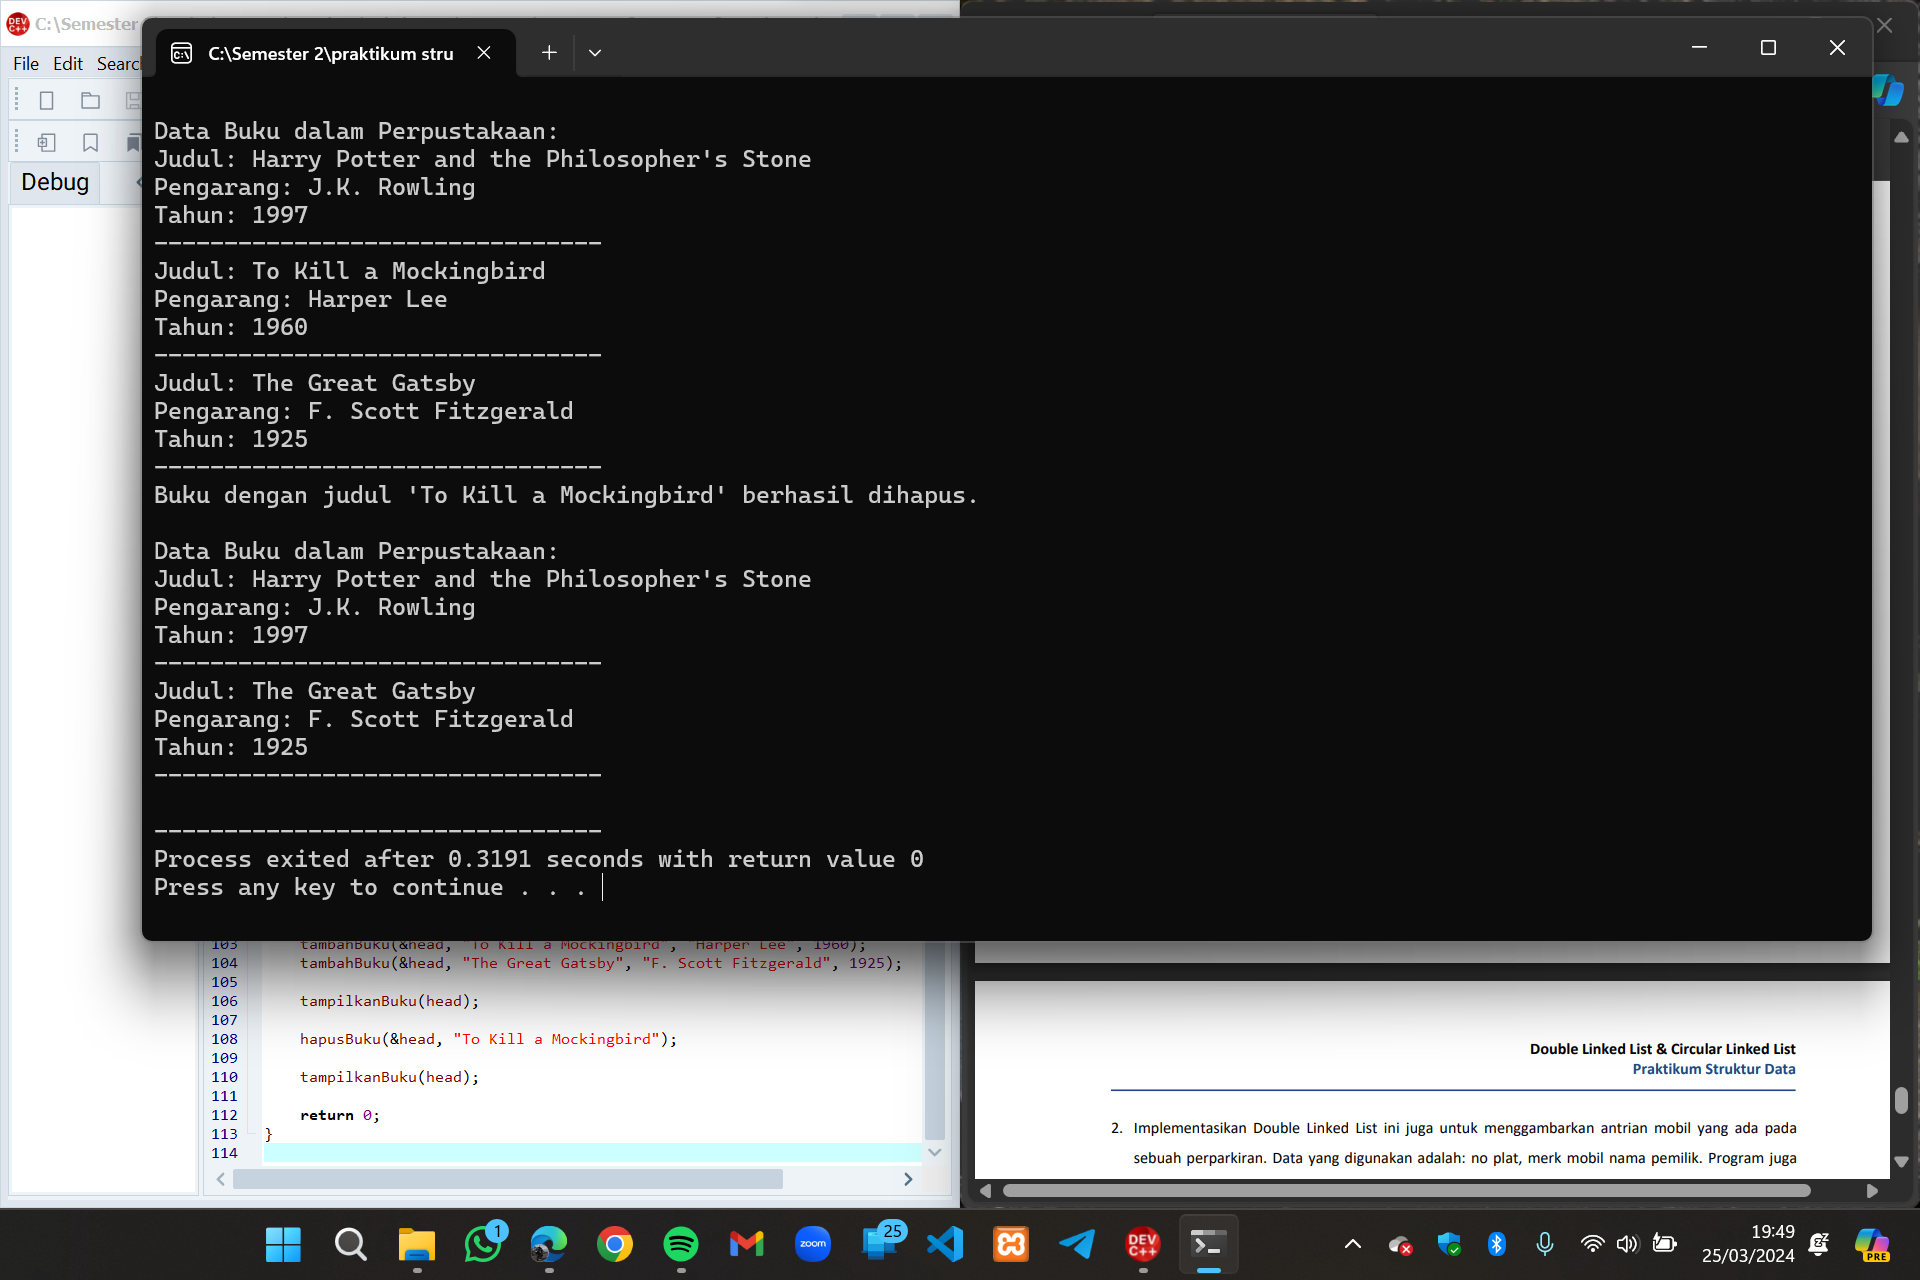 C:\Semester
File Edit Search
Debug
C:\Semester 2\praktikum stru
Data Buku dalam Perpustakaan:
Judul: Harry Potter and the Philosopher's Stone
Pengarang: J.K. Rowling
Tahun: 1997
--------------------------------
Judul: To Kill a Mockingbird
Pengarang: Harper Lee
Tahun: 1960
--------------------------------
Judul: The Great Gatsby
Pengarang: F. Scott Fitzgerald
Tahun: 1925
--------------------------------
Buku dengan judul 'To Kill a Mockingbird' berhasil dihapus.
Data Buku dalam Perpustakaan:
Judul: Harry Potter and the Philosopher's Stone
Pengarang: J.K. Rowling
Tahun: 1997
--------------------------------
Judul: The Great Gatsby
Pengarang: F. Scott Fitzgerald
Tahun: 1925
--------------------------------
--------------------------------
Process exited after 0.3191 seconds with return value 0
Press any key to continue . . .
103 tambahBuku(&head, "To Kill a Mockingbird", "Harper Lee", 1960);
104 tambahBuku(&head, "The Great Gatsby", "F. Scott Fitzgerald", 1925);
105
106 tampilkanBuku(head);
107
108 hapusBuku(&head, "To Kill a Mockingbird");
109
110 tampilkanBuku(head);
111
112 return 0;
113 }
114
Double Linked List & Circular Linked List
Praktikum Struktur Data
2. Implementasikan Double Linked List ini juga untuk menggambarkan antrian mobil yang ada pada
sebuah perparkiran. Data yang digunakan adalah: no plat, merk mobil nama pemilik. Program juga
1
zoom
25
DEV C++
19:49
25/03/2024
PRE